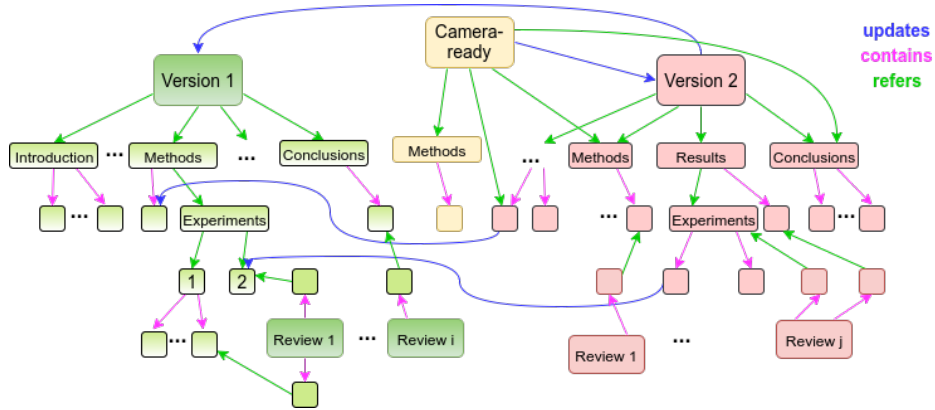 Camera-
ready
updates
contains
refers
Version 1
Version 2
Introduction
...
Methods
...
Conclusions
Methods
...
Methods
Results
Conclusions
...
...
Experiments
...
Experiments
...
1
2
...
Review 1
...
Review i
Review 1
...
Review j